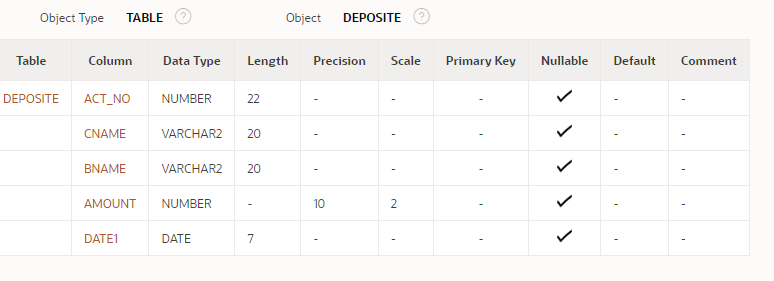 Object Type TABLE ? Object DEPOSITE ?
Table Column Data Type Length Precision Scale Primary Key Nullable Default Comment
DEPOSITE ACT_NO NUMBER 22 - - - ✓ - -
CNAME VARCHAR2 20 - - - ✓ - -
BNAME VARCHAR2 20 - - - ✓ - -
AMOUNT NUMBER - 10 2 - ✓ - -
DATE1 DATE 7 - - - ✓ - -